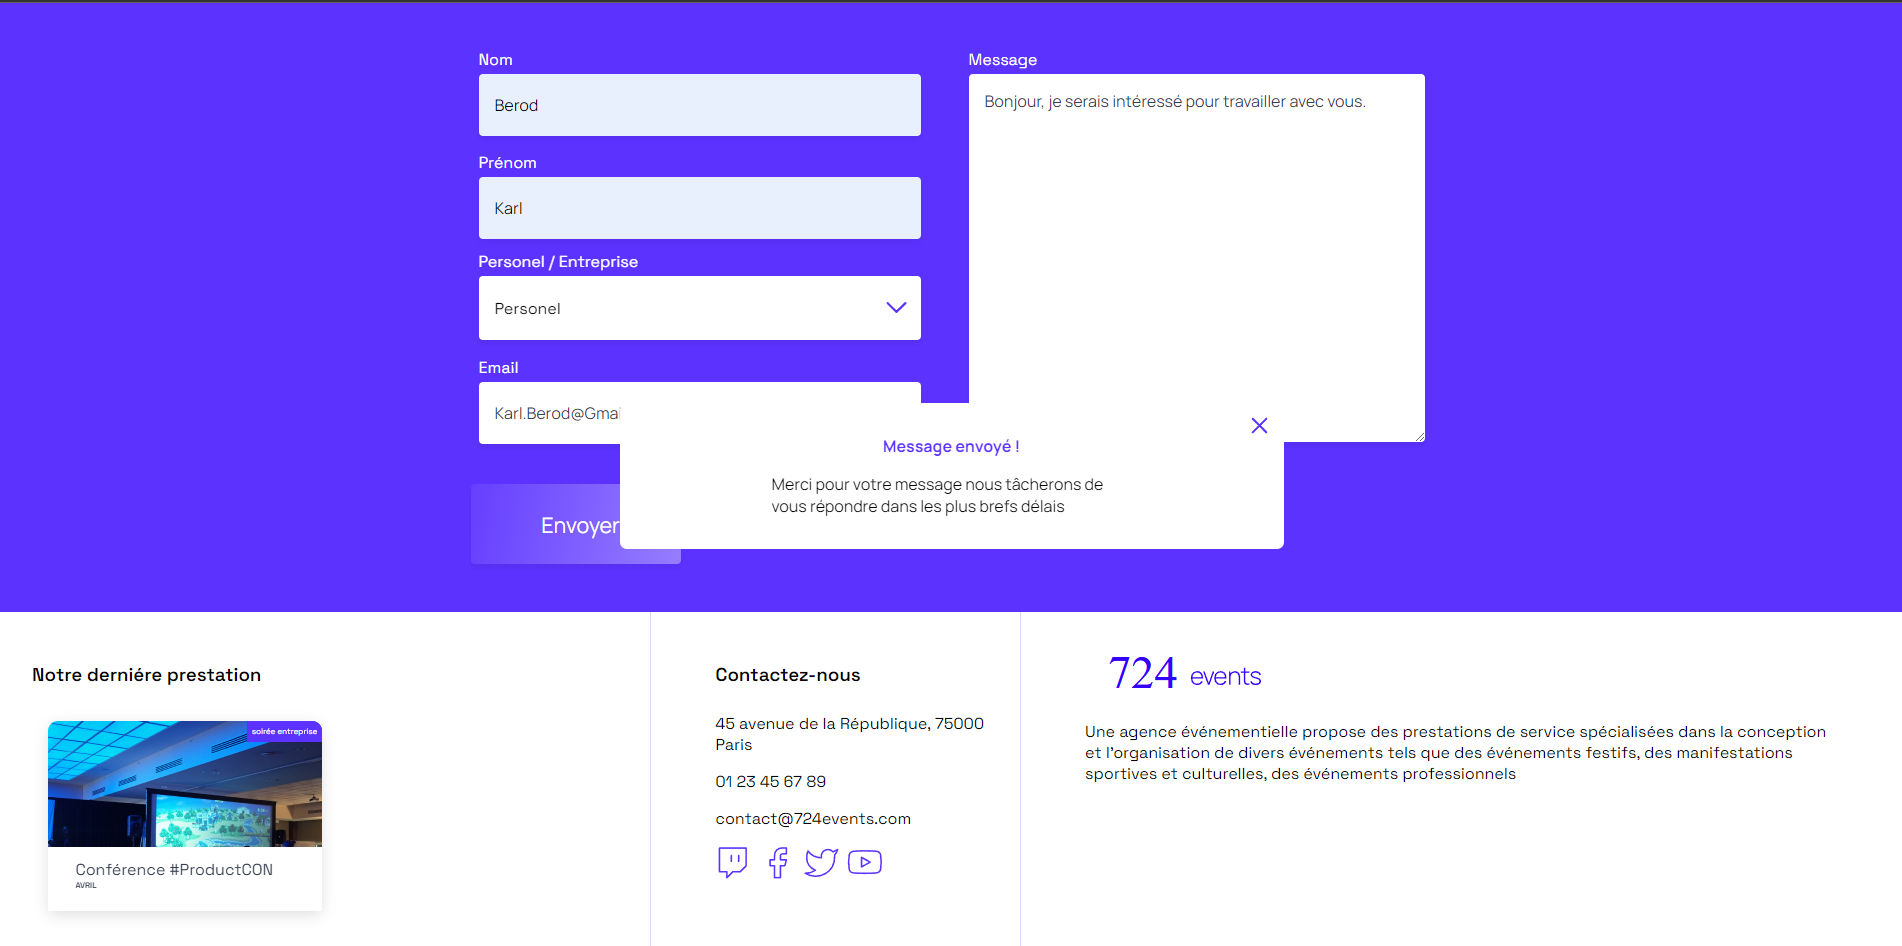 Nom
Berod
Prénom
Karl
Personel / Entreprise
Personel
Email
Karl.Berod@Gmai
Envoyer
Message
Bonjour, je serais intéressé pour travailler avec vous.
Message envoyé !
Merci pour votre message nous tâcherons de
vous répondre dans les plus brefs délais
Notre derniére prestation
soirée entreprise
Conférence #ProductCON
AVRIL
Contactez-nous
45 avenue de la République, 75000
Paris
01 23 45 67 89
contact@724events.com
724 events
Une agence événementielle propose des prestations de service spécialisées dans la conception
et l'organisation de divers événements tels que des événements festifs, des manifestations
sportives et culturelles, des événements professionnels